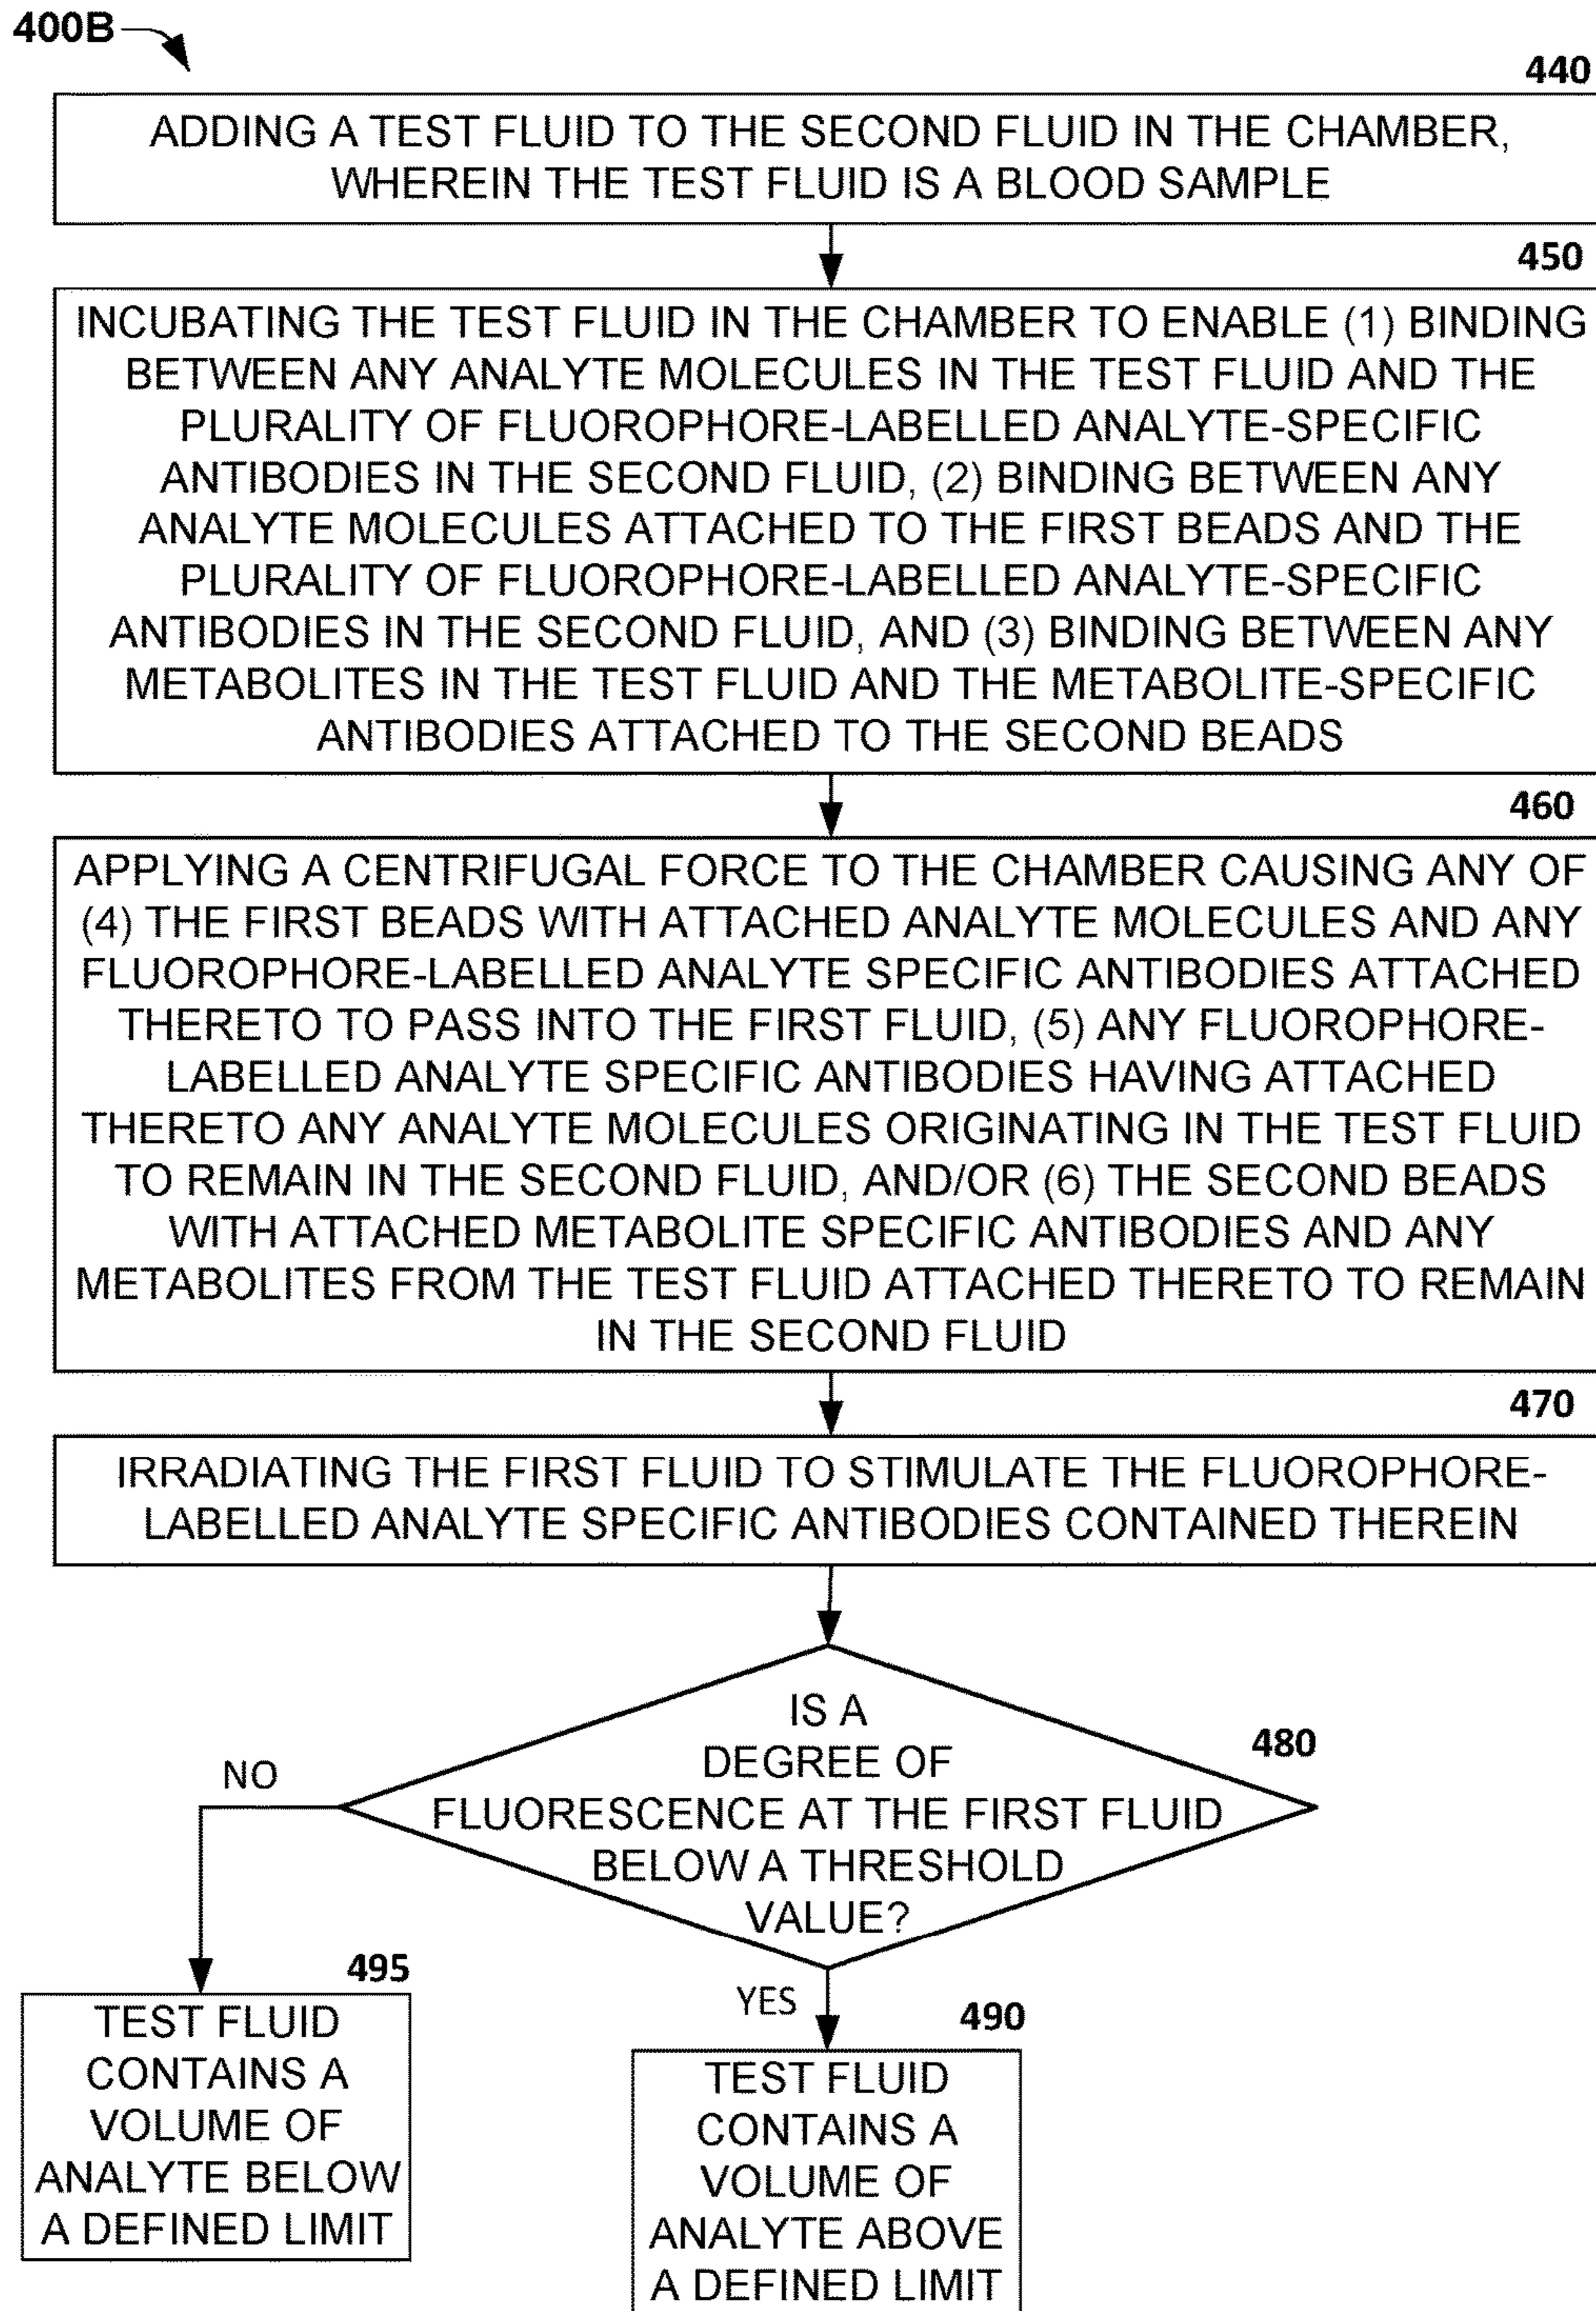 400B
440
ADDING A TEST FLUID TO THE SECOND FLUID IN THE CHAMBER,
WHEREIN THE TEST FLUID IS A BLOOD SAMPLE
450
INCUBATING THE TEST FLUID IN THE CHAMBER TO ENABLE (1) BINDING
BETWEEN ANY ANALYTE MOLECULES IN THE TEST FLUID AND THE
PLURALITY OF FLUOROPHORE-LABELLED ANALYTE-SPECIFIC
ANTIBODIES IN THE SECOND FLUID, (2) BINDING BETWEEN ANY
ANALYTE MOLECULES ATTACHED TO THE FIRST BEADS AND THE
PLURALITY OF FLUOROPHORE-LABELLED ANALYTE-SPECIFIC
ANTIBODIES IN THE SECOND FLUID, AND (3) BINDING BETWEEN ANY
METABOLITES IN THE TEST FLUID AND THE METABOLITE-SPECIFIC
ANTIBODIES ATTACHED TO THE SECOND BEADS
460
APPLYING A CENTRIFUGAL FORCE TO THE CHAMBER CAUSING ANY OF
(4) THE FIRST BEADS WITH ATTACHED ANALYTE MOLECULES AND ANY
FLUOROPHORE-LABELLED ANALYTE SPECIFIC ANTIBODIES ATTACHED
THERETO TO PASS INTO THE FIRST FLUID, (5) ANY FLUOROPHORE-
LABELLED ANALYTE SPECIFIC ANTIBODIES HAVING ATTACHED
THERETO ANY ANALYTE MOLECULES ORIGINATING IN THE TEST FLUID
TO REMAIN IN THE SECOND FLUID, AND/OR (6) THE SECOND BEADS
WITH ATTACHED METABOLITE SPECIFIC ANTIBODIES AND ANY
METABOLITES FROM THE TEST FLUID ATTACHED THERETO TO REMAIN
IN THE SECOND FLUID
470
IRRADIATING THE FIRST FLUID TO STIMULATE THE FLUOROPHORE-
LABELLED ANALYTE SPECIFIC ANTIBODIES CONTAINED THEREIN
480
IS A
DEGREE OF
FLUORESCENCE AT THE FIRST FLUID
BELOW A THRESHOLD
VALUE?
NO
495
TEST FLUID
CONTAINS A
VOLUME OF
ANALYTE BELOW
A DEFINED LIMIT
YES
490
TEST FLUID
CONTAINS A
VOLUME OF
ANALYTE ABOVE
A DEFINED LIMIT